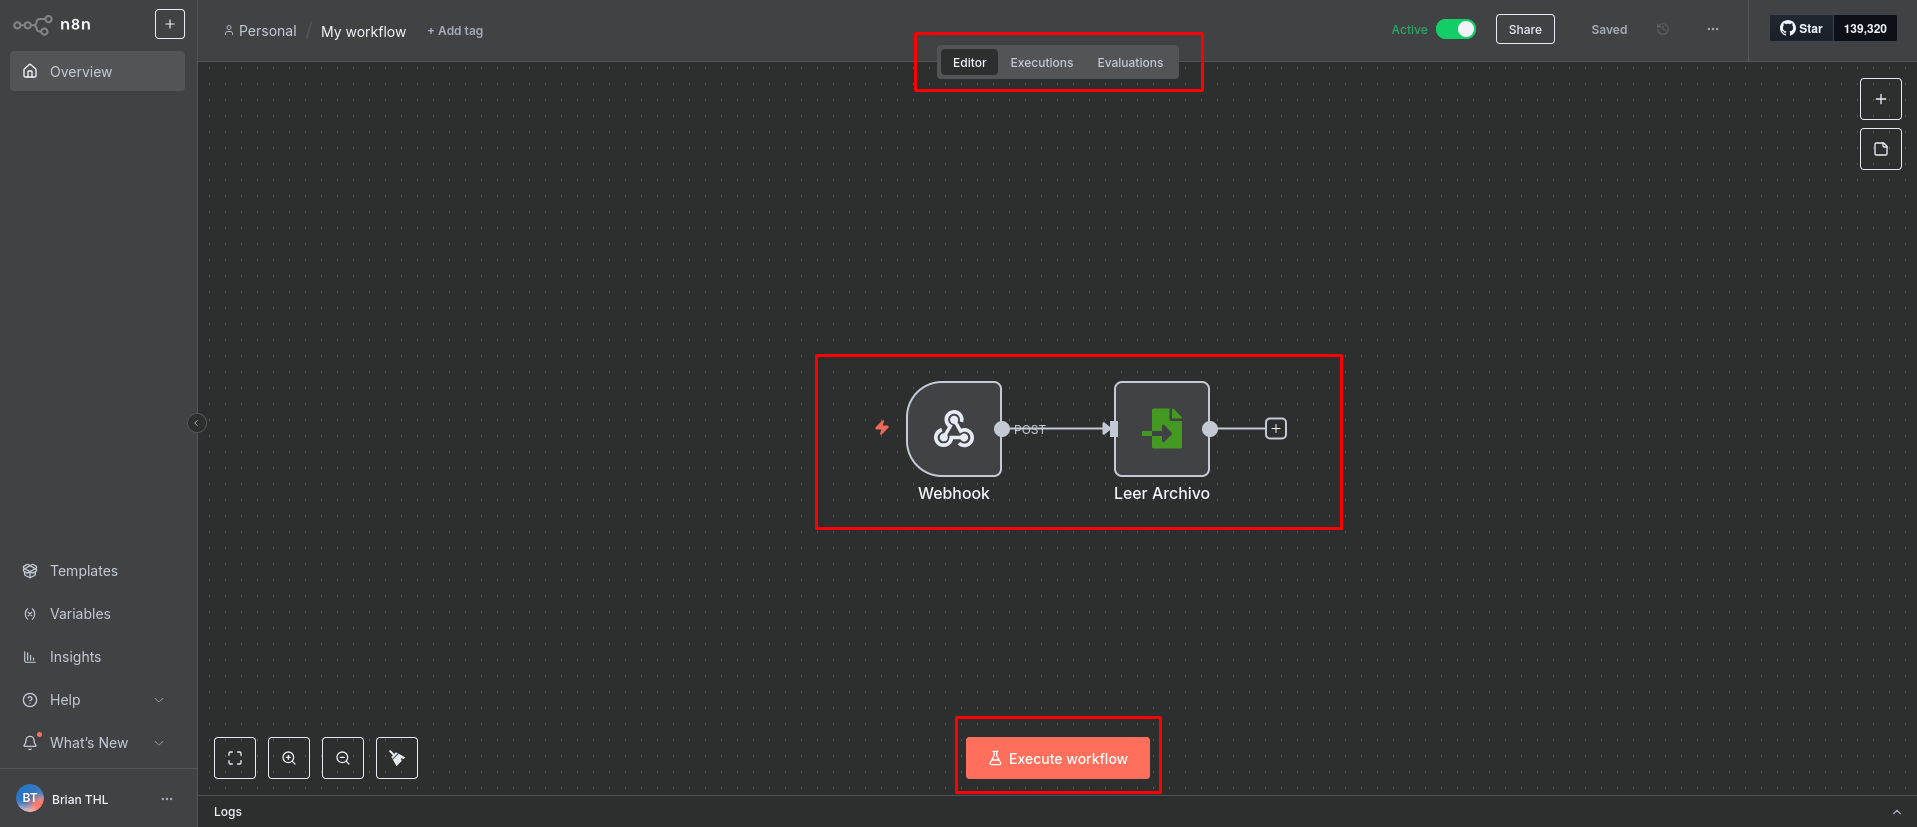 n8n
Personal / My workflow + Add tag
Active Share Saved Star 139,320
Editor Executions Evaluations
Overview
POST
Webhook Leer Archivo
Templates
Variables
Insights
Help
What's New
Execute workflow
BT Brian THL
Logs